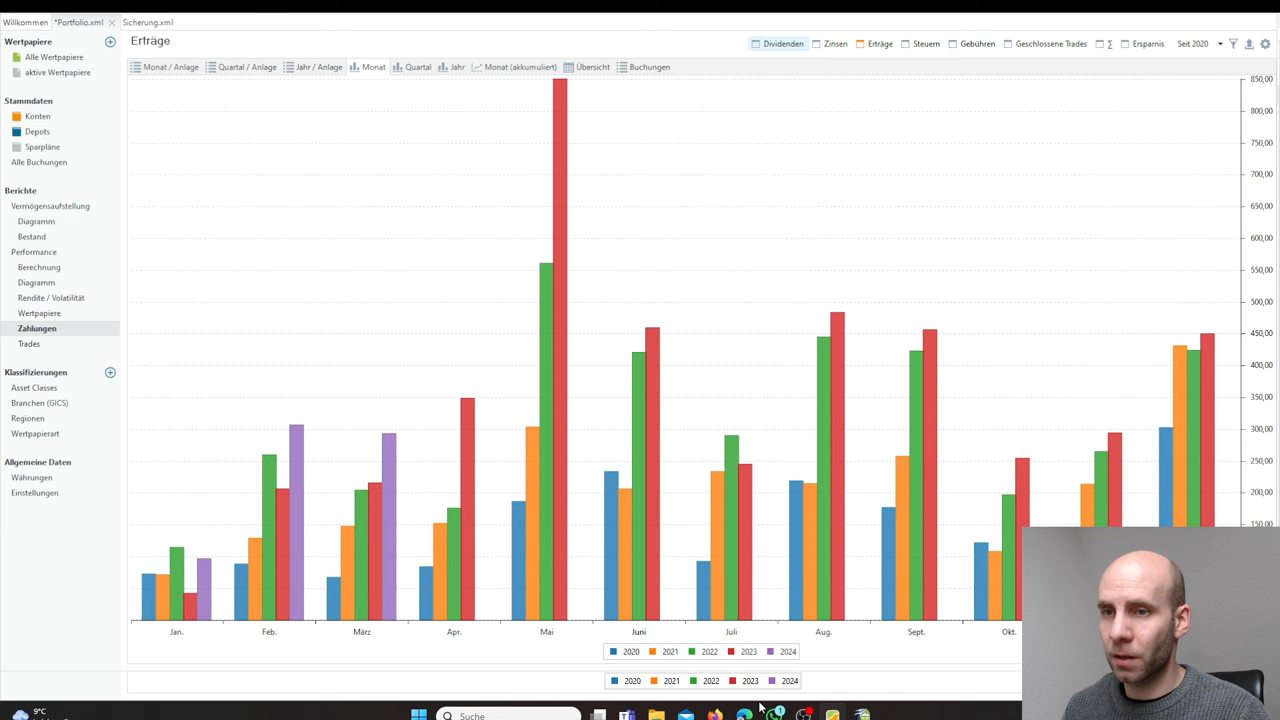 Willkommen *Portfolio.xml Sicherung.xml
Wertpapiere
Alle Wertpapiere
aktive Wertpapiere
Stammdaten
Konten
Depots
Sparpläne
Alle Buchungen
Berichte
Vermögensaufstellung
Diagramm
Bestand
Performance
Berechnung
Diagramm
Rendite / Volatilität
Wertpapiere
Zahlungen
Trades
Klassifizierungen
Asset Classes
Branchen (GICS)
Regionen
Wertpapierart
Allgemeine Daten
Währungen
Einstellungen
Erträge
Dividenden Zinsen Erträge Steuern Gebühren Geschlossene Trades ∑ Ersparnis Seit 2020
Monat / Anlage Quartal / Anlage Jahr / Anlage Monat Quartal Jahr Monat (akkumuliert) Übersicht Buchungen
850,00
800,00
750,00
700,00
650,00
600,00
550,00
500,00
450,00
400,00
350,00
300,00
250,00
200,00
150,00
Jan. Feb. März Apr. Mai Juni Juli Aug. Sept. Okt.
2020 2021 2022 2023 2024
2020 2021 2022 2023 2024
9°C
Suche
1